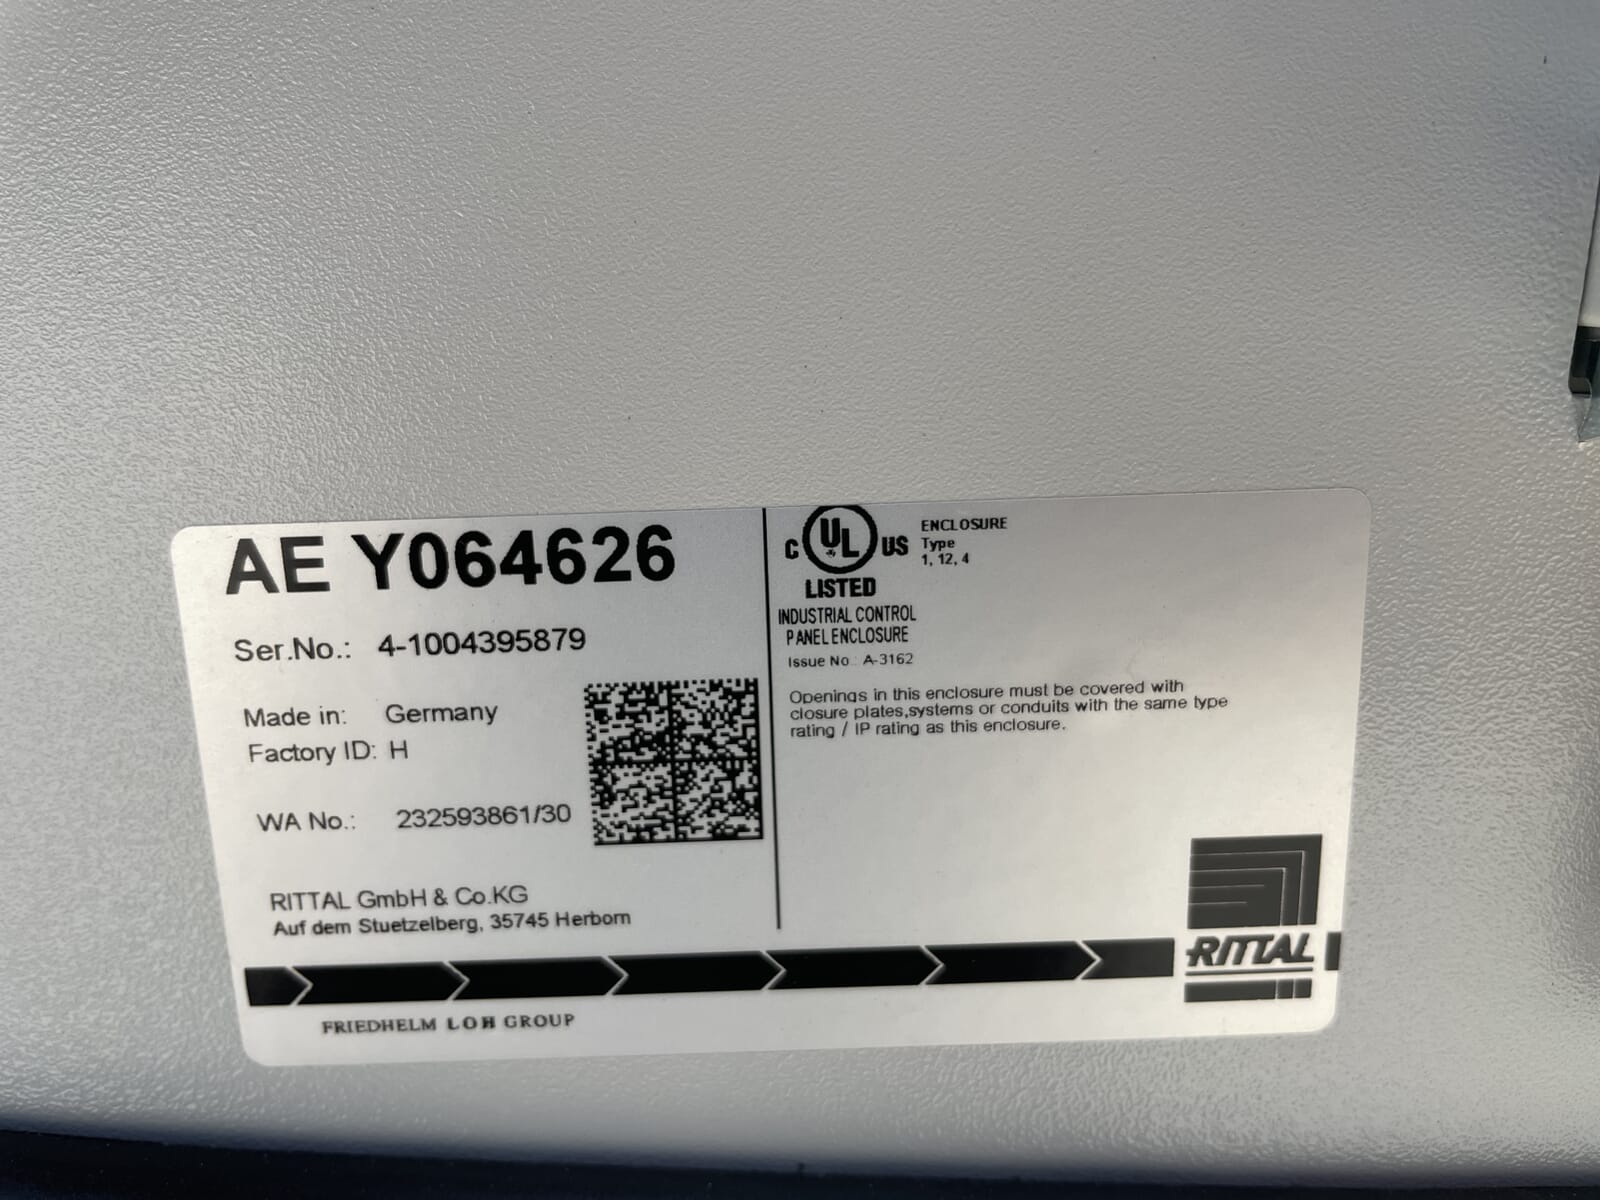 AE Y064626
Ser.No.: 4-1004395879
Made in: Germany
Factory ID: H
WA No.: 232593861/30
RITTAL GmbH & Co.KG
Auf dem Stuetzelberg, 35745 Herborn
C UL US
LISTED
ENCLOSURE
Type
1, 12, 4
INDUSTRIAL CONTROL
PANEL ENCLOSURE
Issue No.: A-3162
Openings in this enclosure must be covered with
closure plates,systems or conduits with the same type
rating / IP rating as this enclosure.
RITTAL
FRIEDHELM LOH GROUP